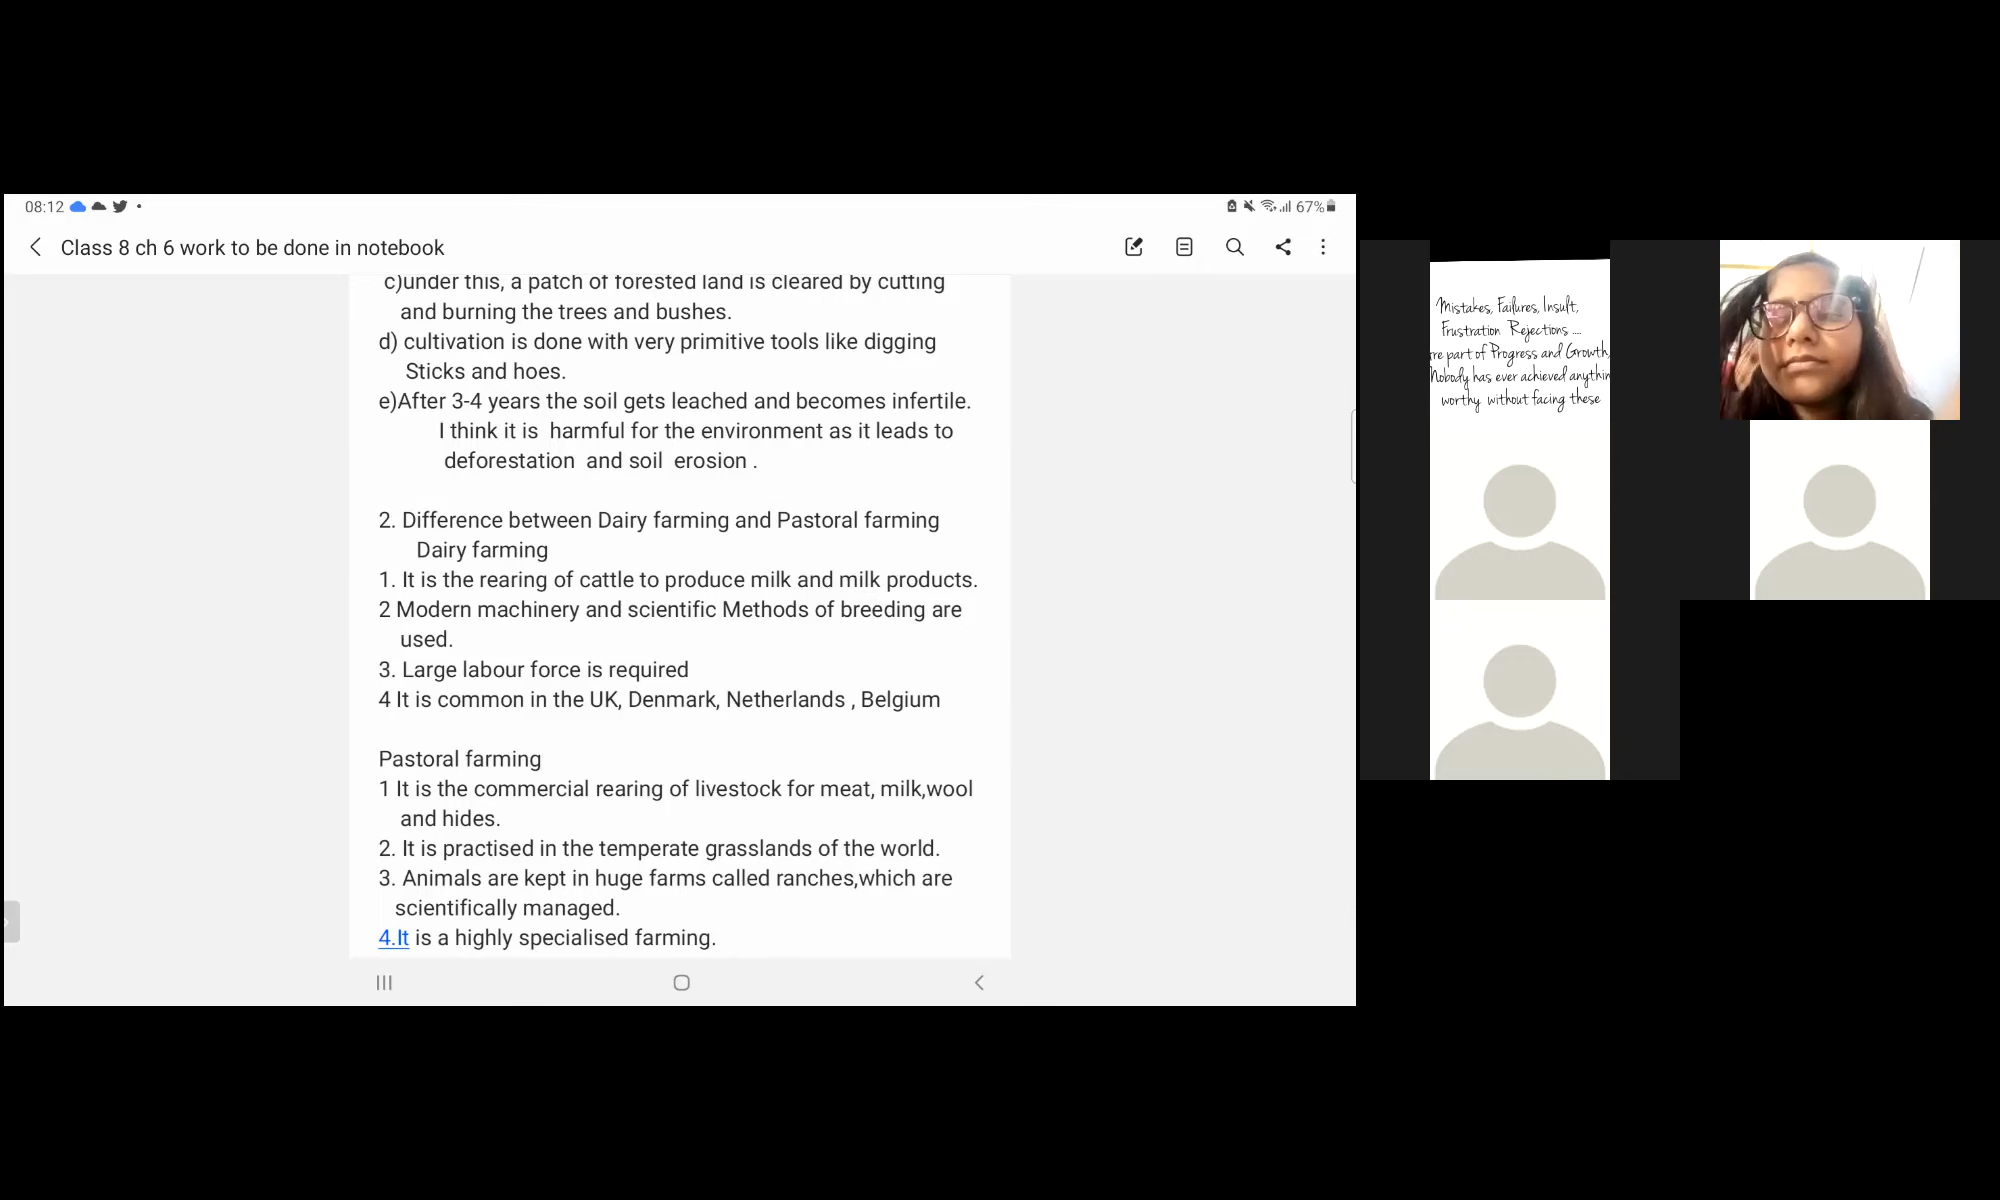 08:12
67%
Class 8 ch 6 work to be done in notebook
c)under this, a patch of forested land is cleared by cutting
and burning the trees and bushes.
d) cultivation is done with very primitive tools like digging
Sticks and hoes.
e)After 3-4 years the soil gets leached and becomes infertile.
I think it is harmful for the environment as it leads to
deforestation and soil erosion .
2. Difference between Dairy farming and Pastoral farming
Dairy farming
1. It is the rearing of cattle to produce milk and milk products.
2 Modern machinery and scientific Methods of breeding are
used.
3. Large labour force is required
4 It is common in the UK, Denmark, Netherlands , Belgium
Pastoral farming
1 It is the commercial rearing of livestock for meat, milk,wool
and hides.
2. It is practised in the temperate grasslands of the world.
3. Animals are kept in huge farms called ranches,which are
scientifically managed.
4.It is a highly specialised farming.
Mistakes, Failures, Insult,
Frustration Rejections ....
re part of Progress and Growth,
Nobody has ever achieved anythin
worthy without facing these